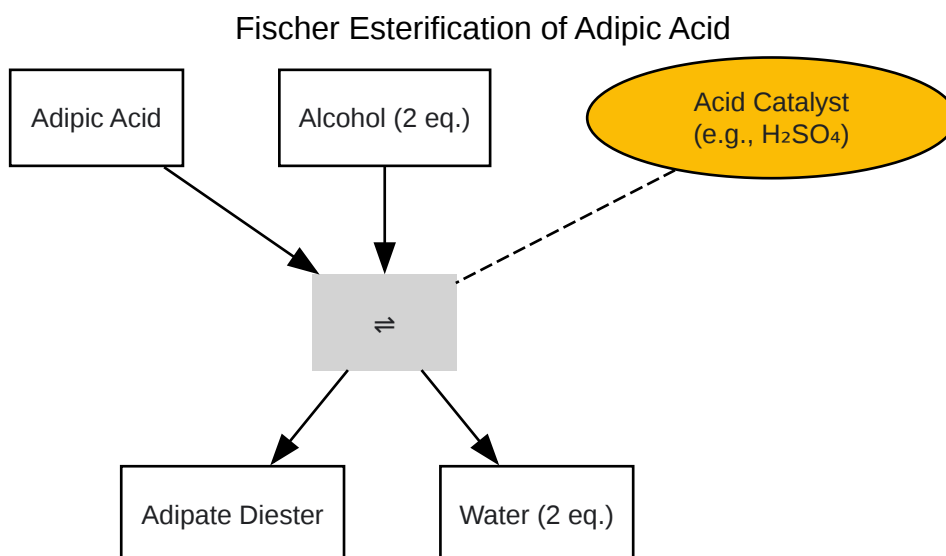 Fischer Esterification of Adipic Acid
Adipic Acid
Alcohol (2 eq.)
Acid Catalyst
(e.g., H₂SO₄)
⇌
Adipate Diester
Water (2 eq.)